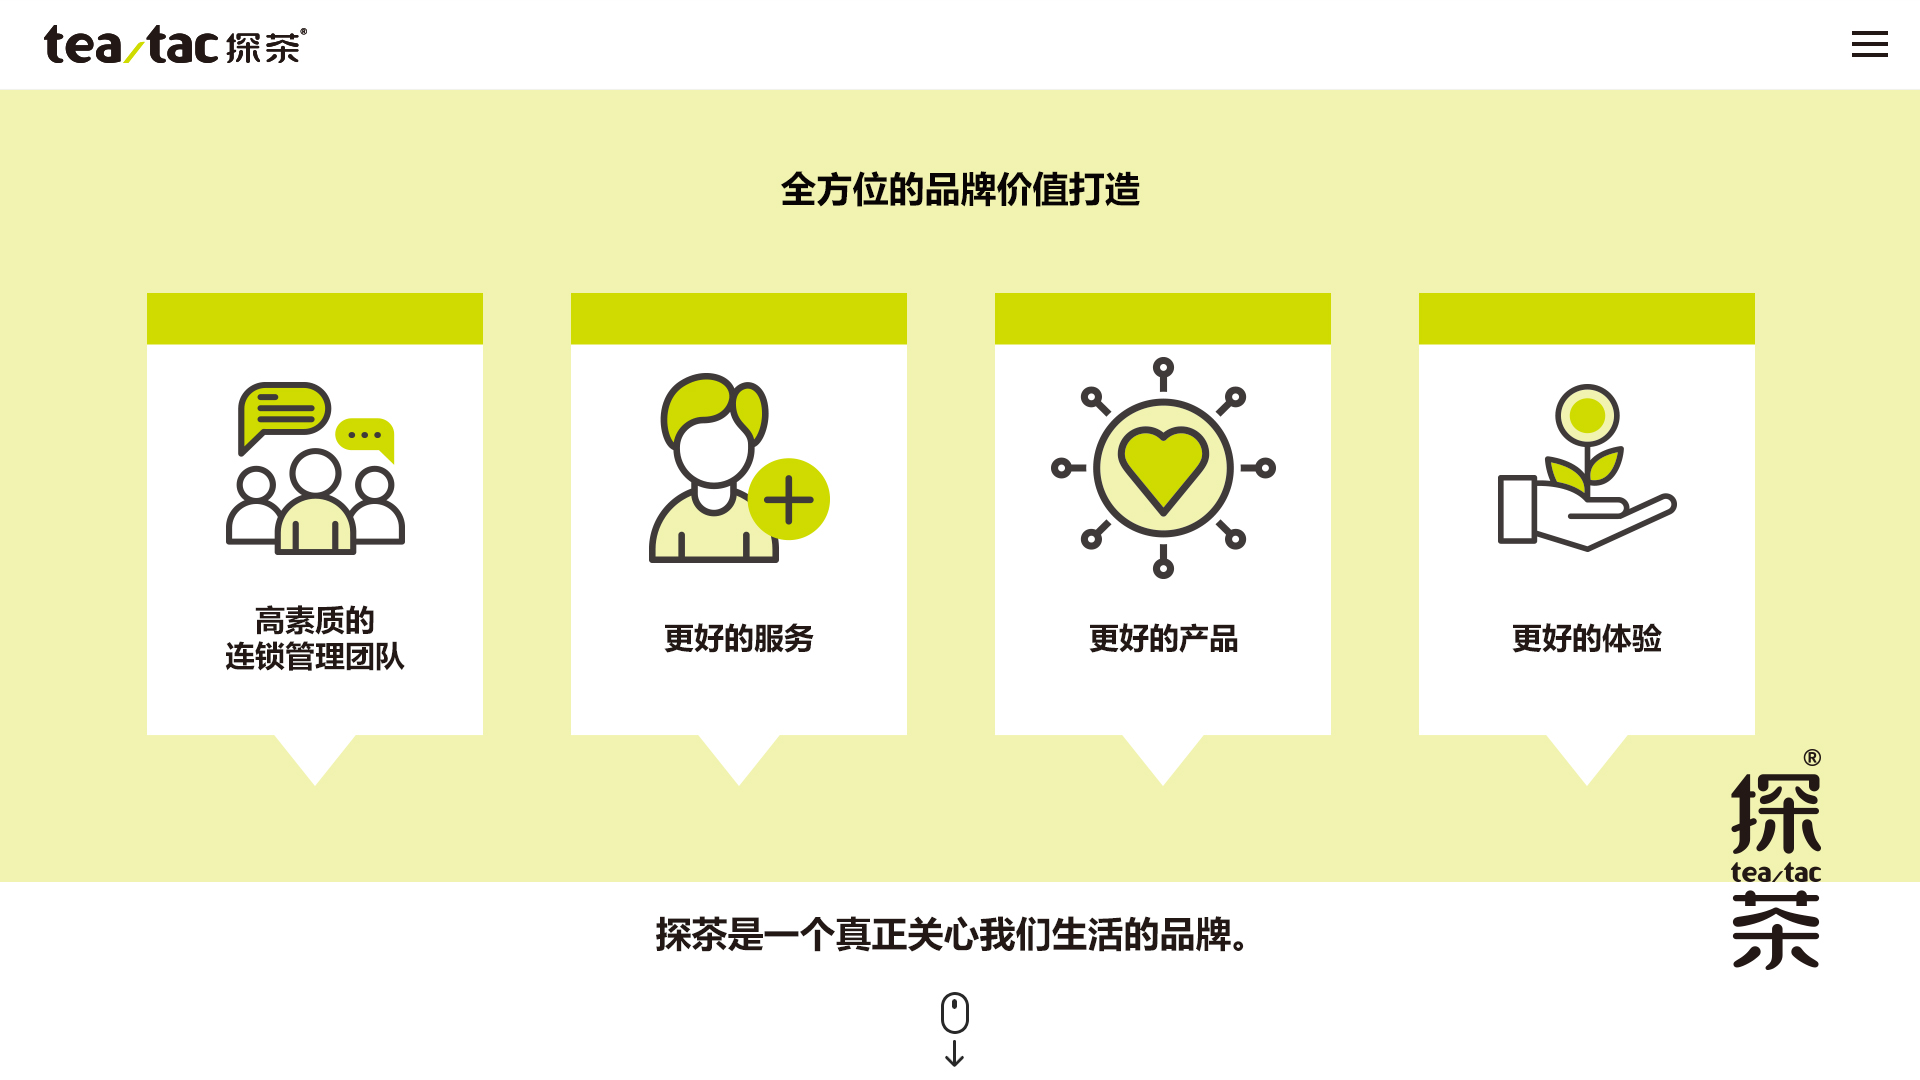 tea/tac 探茶®
全方位的品牌价值打造
高素质的
连锁管理团队
更好的服务
更好的产品
更好的体验
®
探
tea/tac
茶
探茶是一个真正关心我们生活的品牌。